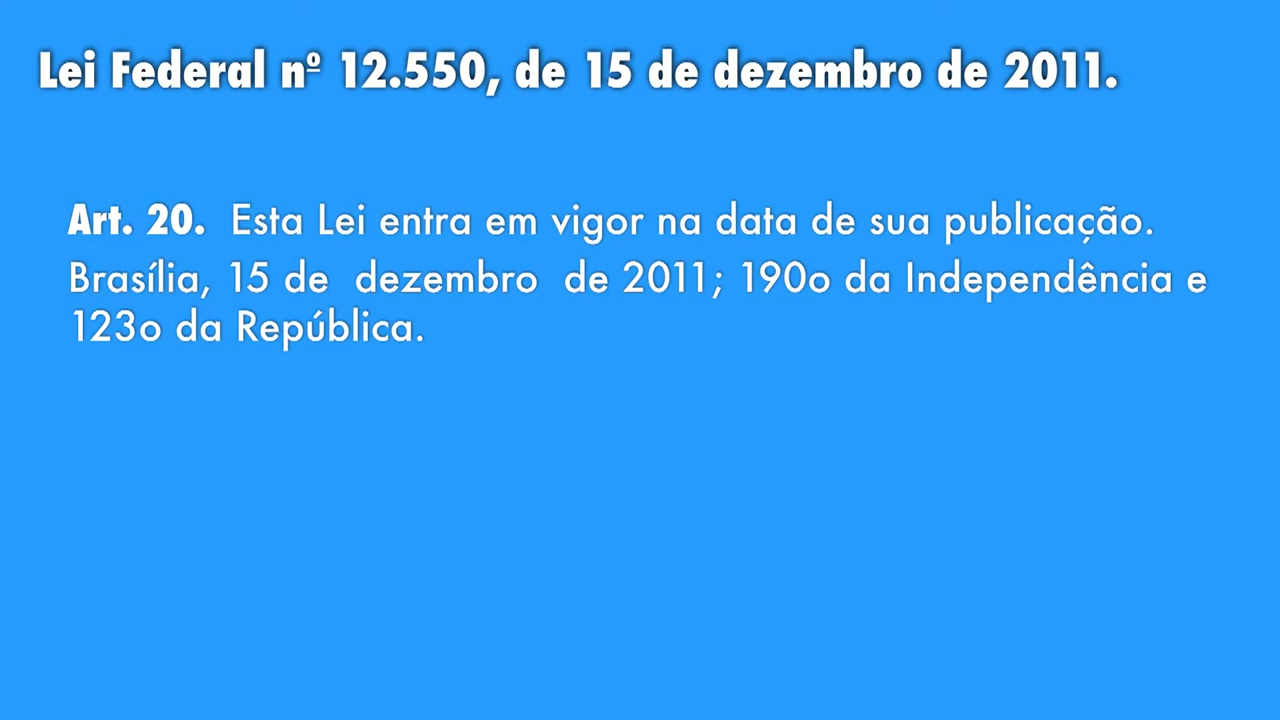 Lei Federal nº 12.550, de 15 de dezembro de 2011.
Art. 20. Esta Lei entra em vigor na data de sua publicação.
Brasília, 15 de dezembro de 2011; 190o da Independência e
123o da República.